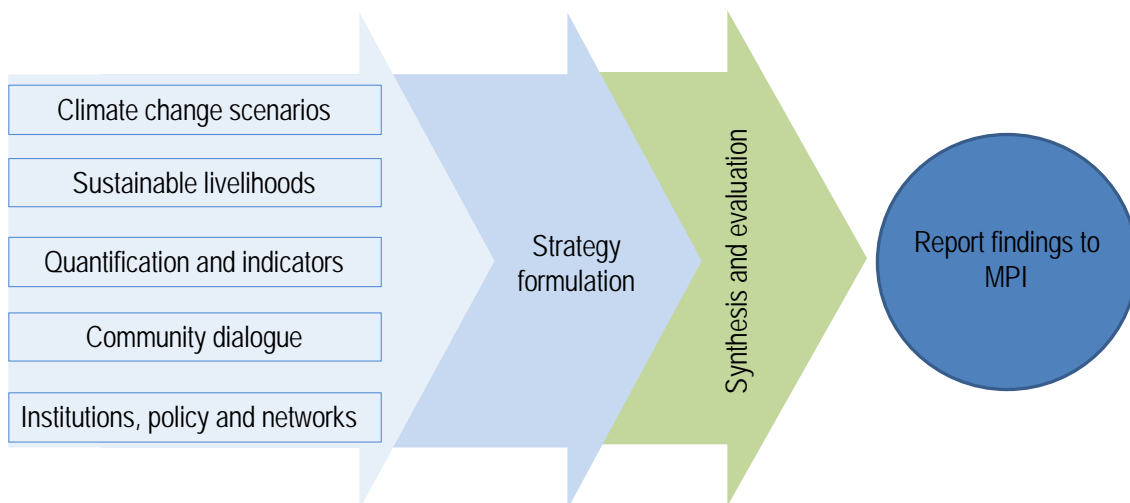 Climate change scenarios
Sustainable livelihoods
Quantification and indicators
Community dialogue
Institutions, policy and networks
Strategy
formulation
Synthesis and evaluation
Report findings to
MPI